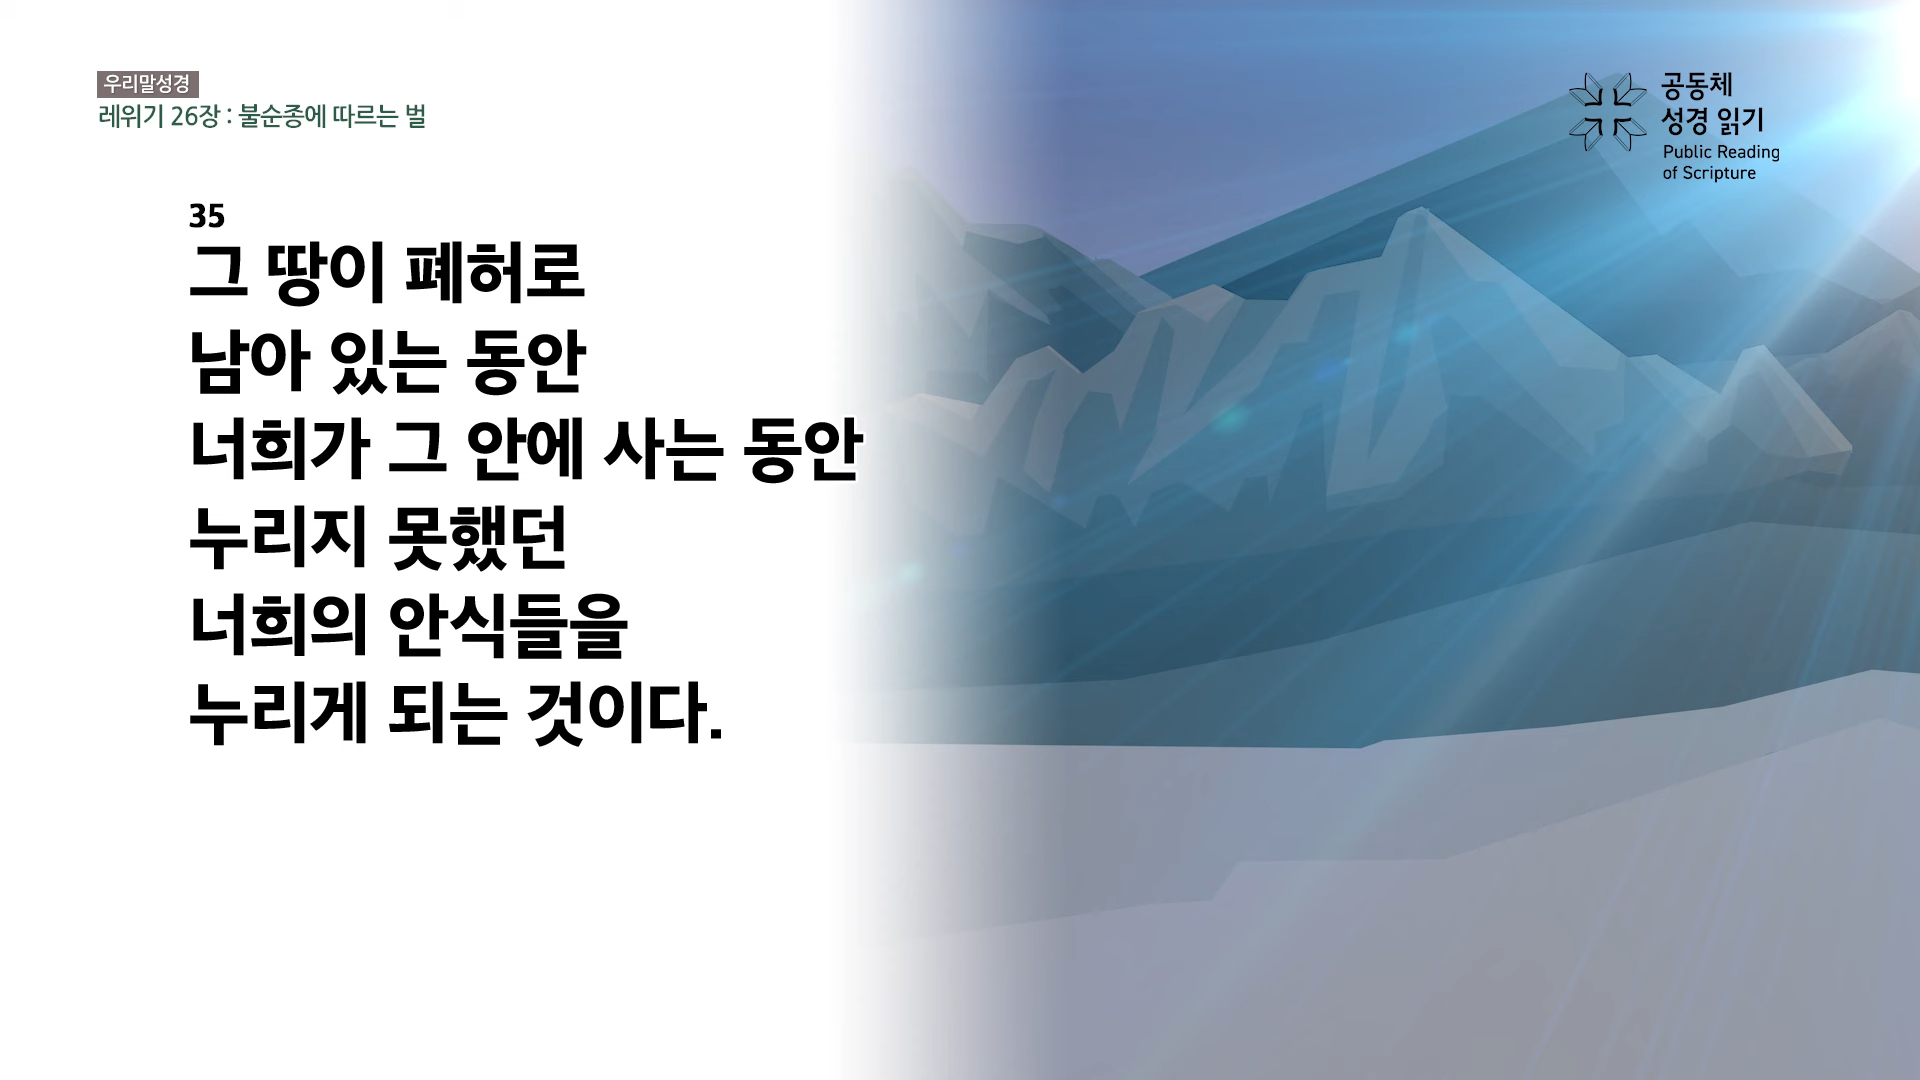 우리말성경
레위기 26장 : 불순종에 따르는 벌
공동체
성경 읽기
Public Reading
of Scripture
35
그 땅이 폐허로
남아 있는 동안
너희가 그 안에 사는 동안
누리지 못했던
너희의 안식들을
누리게 되는 것이다.